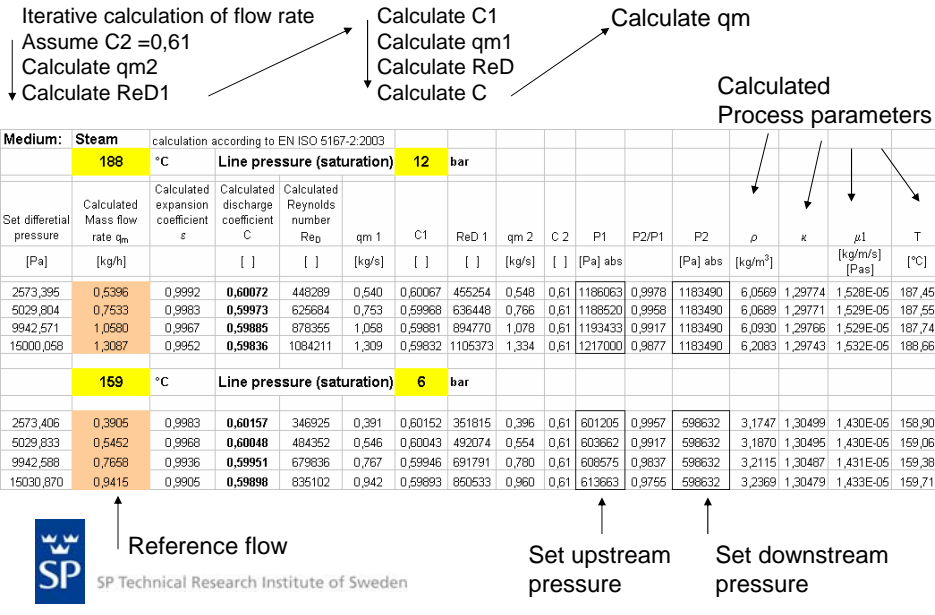 Iterative calculation of flow rate
Assume C2 =0,61
Calculate qm2
Calculate ReD1
Calculate C1
Calculate qm1
Calculate ReD
Calculate C
Calculate qm
Calculated
Process parameters
Medium: Steam calculation according to EN ISO 5167-2:2003
188 °C Line pressure (saturation) 12 bar
Set differetial pressure Calculated Mass flow rate qm Calculated expansion coefficient ε Calculated discharge coefficient C Calculated Reynolds number ReD qm 1 C1 ReD 1 qm 2 C 2 P1 P2/P1 P2 ρ κ μ1 T
[Pa] [kg/h] [ ] [ ] [kg/s] [ ] [ ] [kg/s] [ ] [Pa] abs [Pa] abs [kg/m³] [kg/m/s] [Pas] [°C]
2573,395 0,5396 0,9992 0,60072 448289 0,540 0,60067 455254 0,548 0,61 1186063 0,9978 1183490 6,0569 1,29774 1,528E-05 187,45
5029,804 0,7533 0,9983 0,59973 625684 0,753 0,59968 636448 0,766 0,61 1188520 0,9958 1183490 6,0689 1,29771 1,529E-05 187,55
9942,571 1,0580 0,9967 0,59885 878355 1,058 0,59881 894770 1,078 0,61 1193433 0,9917 1183490 6,0930 1,29766 1,529E-05 187,74
15000,058 1,3087 0,9952 0,59836 1084211 1,309 0,59832 1105373 1,334 0,61 1217000 0,9877 1183490 6,2083 1,29743 1,532E-05 188,66
159 °C Line pressure (saturation) 6 bar
2573,406 0,3905 0,9983 0,60157 346925 0,391 0,60152 351815 0,396 0,61 601205 0,9957 598632 3,1747 1,30499 1,430E-05 158,90
5029,833 0,5452 0,9968 0,60048 484352 0,546 0,60043 492074 0,554 0,61 603662 0,9917 598632 3,1870 1,30495 1,430E-05 159,06
9942,588 0,7658 0,9936 0,59951 679836 0,767 0,59946 691791 0,780 0,61 608575 0,9837 598632 3,2115 1,30487 1,431E-05 159,38
15030,870 0,9415 0,9905 0,59898 835102 0,942 0,59893 850533 0,960 0,61 613663 0,9755 598632 3,2369 1,30479 1,433E-05 159,71
Reference flow
Set upstream
pressure
Set downstream
pressure
SP
SP Technical Research Institute of Sweden